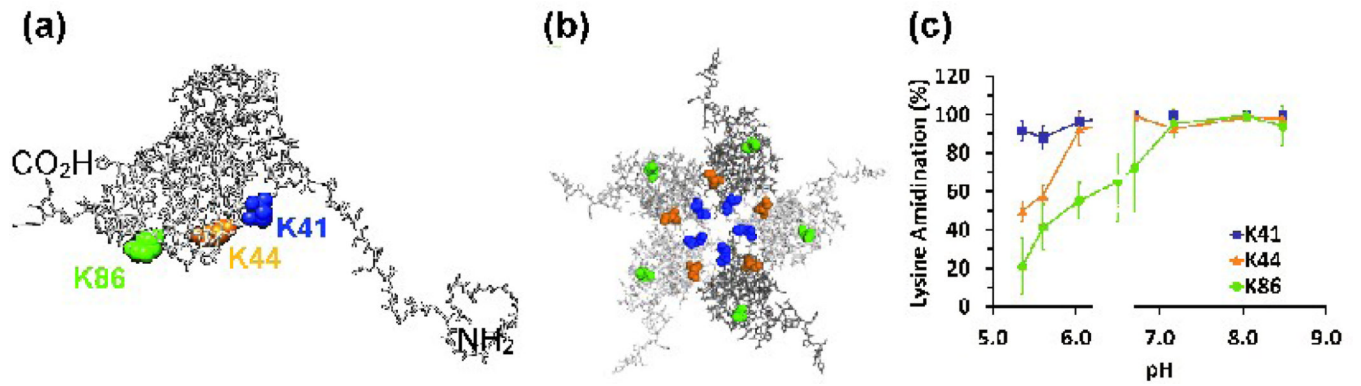 (a)
CO₂H
K86
K44
K41
NH₂
(b)
(c)
Lysine Amidination (%)
120
100
80
60
40
20
0
5.0 6.0 7.0 8.0 9.0
pH
K41
K44
K86